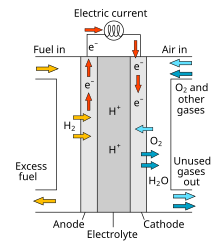 Electric current
Fuel in
e⁻
Air in
e⁻
e⁻
e⁻
O₂ and
other
gases
H⁺
H₂
O₂
H⁺
Excess
fuel
H₂O
Unused
gases
out
Anode
Cathode
Electrolyte